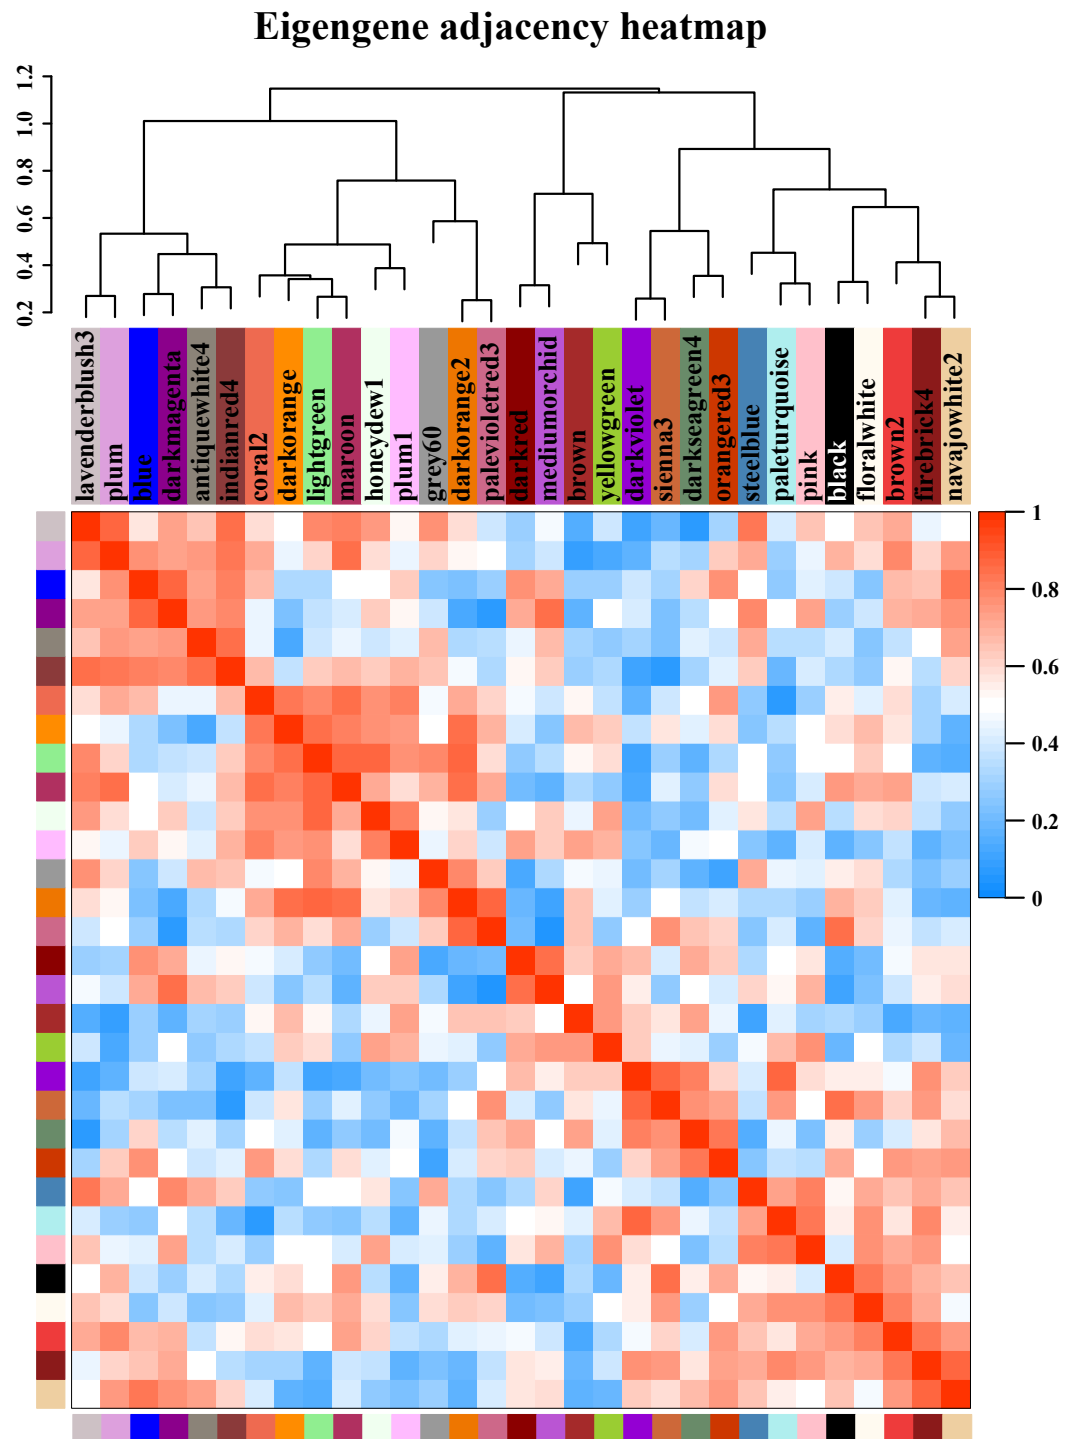 Eigengene adjacency heatmap
1.2
1.0
0.8
0.6
0.4
0.2
lavenderblush3
plum
blue
darkmagenta
antiquewhite4
indianred4
coral2
darkorange
lightgreen
maroon
honeydew1
plum1
grey60
darkorange2
palevioletred3
darkred
mediumorchid
brown
yellowgreen
darkviolet
sienna3
darkseagreen4
orangered3
steelblue
paleturquoise
pink
black
floralwhite
brown2
firebrick4
navajowhite2
1
0.8
0.6
0.4
0.2
0